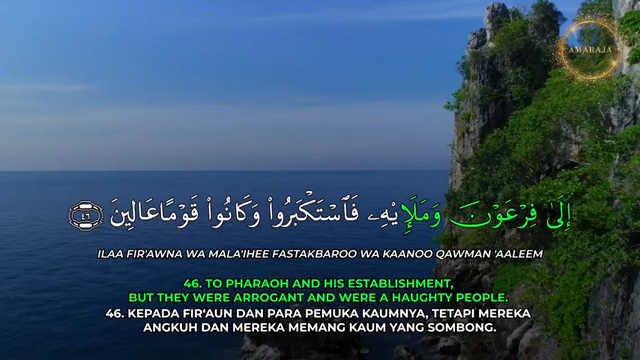 AMARAJA
إِلَىٰ فِرْعَوْنَ وَمَلَإِيْهِۦ فَٱسْتَكْبَرُوا۟ وَكَانُوا۟ قَوْمًا عَالِينَ ٤٦
ILAA FIR'AWNA WA MALA'IHEE FASTAKBAROO WA KAANOO QAWMAN 'AALEEM
46. TO PHARAOH AND HIS ESTABLISHMENT,
BUT THEY WERE ARROGANT AND WERE A HAUGHTY PEOPLE.
46. KEPADA FIR‘AUN DAN PARA PEMUKA KAUMNYA, TETAPI MEREKA
ANGKUH DAN MEREKA MEMANG KAUM YANG SOMBONG.